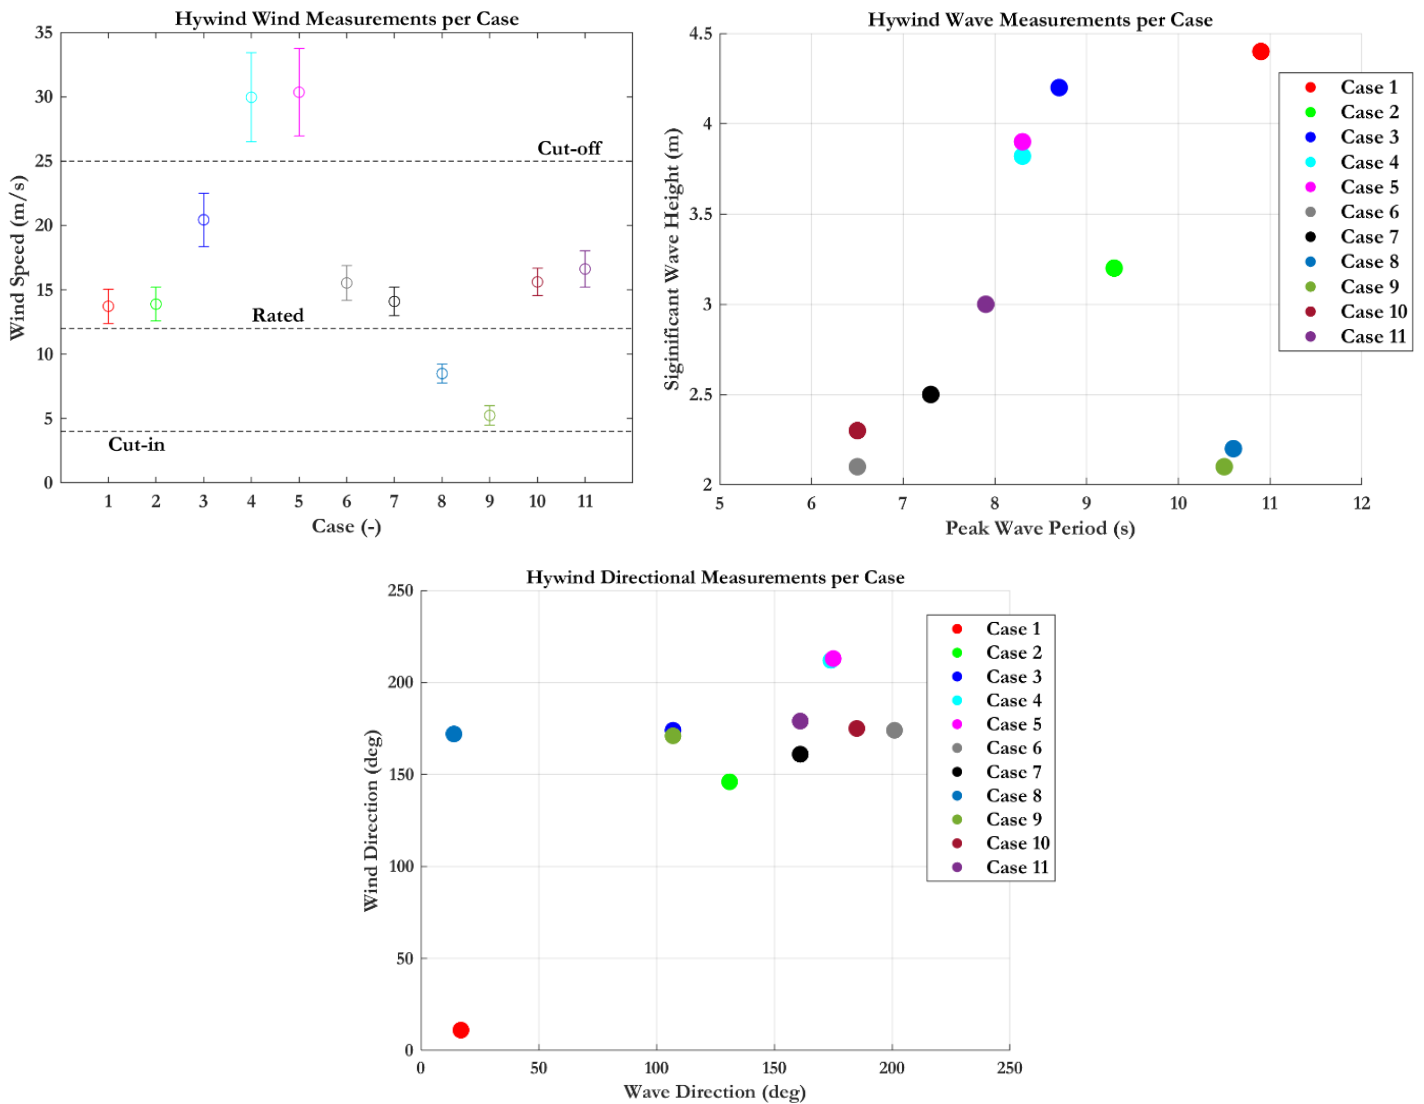 Hywind Wind Measurements per Case
35
30
25
20
15
10
5
0
Wind Speed (m/s)
Cut-off
Rated
Cut-in
1 2 3 4 5 6 7 8 9 10 11
Case (-)
Hywind Wave Measurements per Case
4.5
4
3.5
3
2.5
2
Siginificant Wave Height (m)
5 6 7 8 9 10 11 12
Peak Wave Period (s)
Case 1
Case 2
Case 3
Case 4
Case 5
Case 6
Case 7
Case 8
Case 9
Case 10
Case 11
Hywind Directional Measurements per Case
250
200
150
100
50
0
Wind Direction (deg)
0 50 100 150 200 250
Wave Direction (deg)
Case 1
Case 2
Case 3
Case 4
Case 5
Case 6
Case 7
Case 8
Case 9
Case 10
Case 11